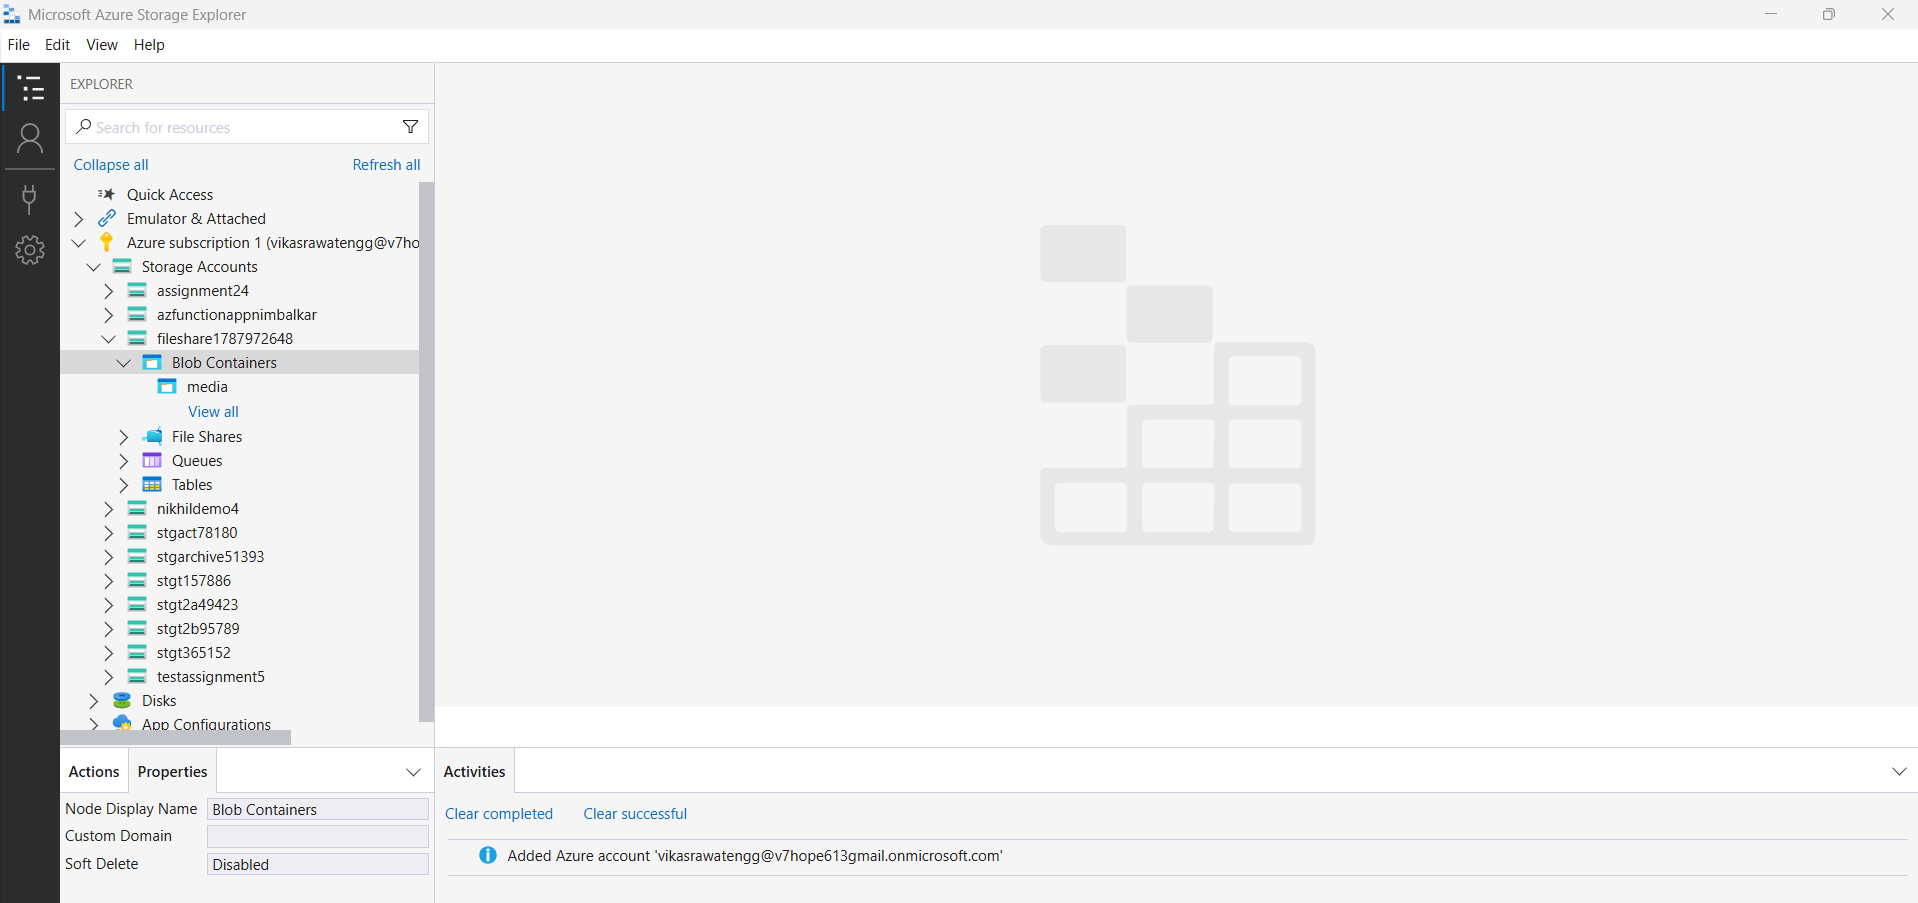 Microsoft Azure Storage Explorer
File Edit View Help
EXPLORER
Search for resources
Collapse all Refresh all
Quick Access
Emulator & Attached
Azure subscription 1 (vikasrawatengg@v7ho
Storage Accounts
assignment24
azfunctionappnimbalkar
fileshare1787972648
Blob Containers
media
View all
File Shares
Queues
Tables
nikhildemo4
stgact78180
stgarchive51393
stgt157886
stgt2a49423
stgt2b95789
stgt365152
testassignment5
Disks
App Configurations
Actions Properties
Node Display Name Blob Containers
Custom Domain
Soft Delete Disabled
Activities
Clear completed Clear successful
Added Azure account 'vikasrawatengg@v7hope613gmail.onmicrosoft.com'